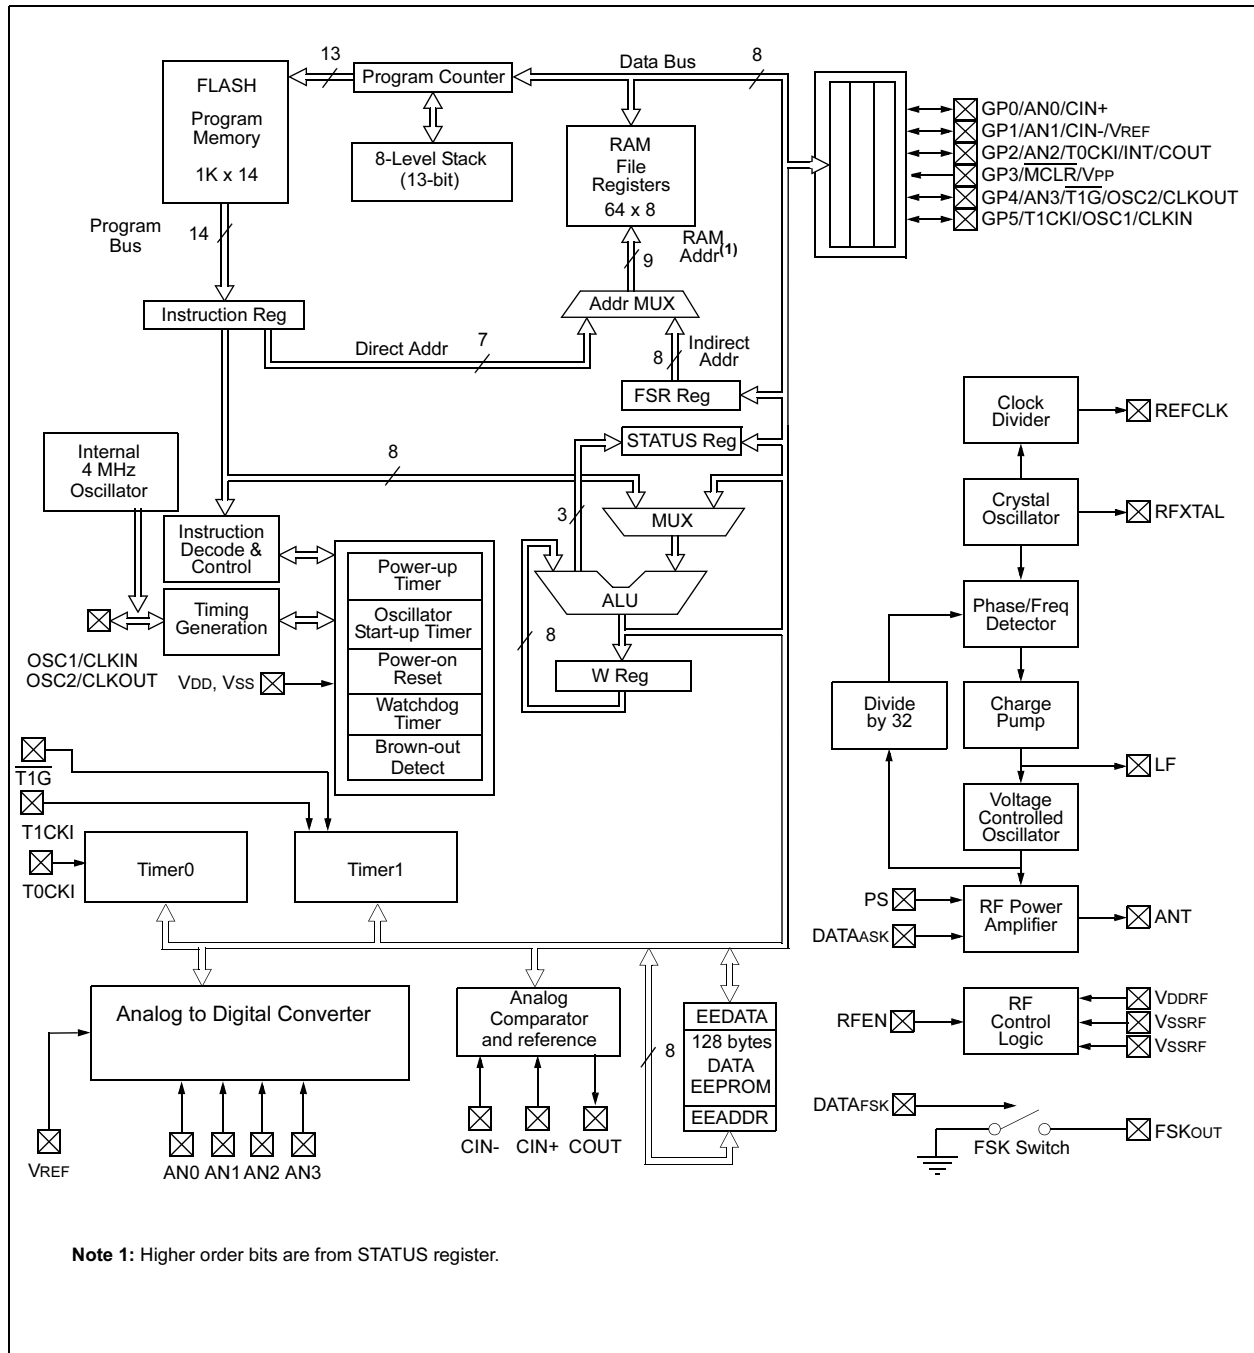 13
Data Bus
8
FLASH
Program
Memory
1K x 14
Program Counter
8-Level Stack
(13-bit)
RAM
File
Registers
64 x 8
GP0/AN0/CIN+
GP1/AN1/CIN-/VREF
GP2/AN2/T0CKI/INT/COUT
GP3/MCLR/VPP
GP4/AN3/T1G/OSC2/CLKOUT
GP5/T1CKI/OSC1/CLKIN
Program
Bus
14
RAM
Addr(1)
9
Addr MUX
Instruction Reg
Direct Addr
7
Indirect
Addr
8
FSR Reg
STATUS Reg
Internal
4 MHz
Oscillator
8
3
MUX
Instruction
Decode &
Control
ALU
8
W Reg
Timing
Generation
OSC1/CLKIN
OSC2/CLKOUT
VDD, VSS
Power-up
Timer
Oscillator
Start-up Timer
Power-on
Reset
Watchdog
Timer
Brown-out
Detect
T1G
T1CKI
T0CKI
Timer0
Timer1
Analog to Digital Converter
VREF
AN0 AN1 AN2 AN3
Analog
Comparator
and reference
CIN- CIN+ COUT
8
EEDATA
128 bytes
DATA
EEPROM
EEADDR
Clock
Divider
REFCLK
Crystal
Oscillator
RFXTAL
Phase/Freq
Detector
Divide
by 32
Charge
Pump
LF
Voltage
Controlled
Oscillator
PS
DATAASK
RF Power
Amplifier
ANT
RFEN
RF
Control
Logic
VDDRF
VSSRF
VSSRF
DATAFSK
FSK Switch
FSKOUT
Note 1: Higher order bits are from STATUS register.